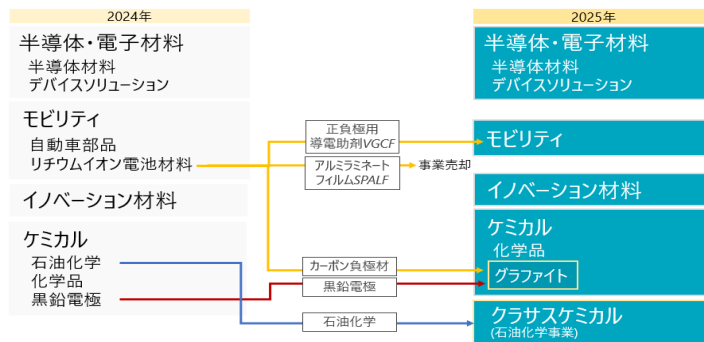 2024年
半導体・電子材料
半導体材料
デバイスソリューション
モビリティ
自動車部品
リチウムイオン電池材料
イノベーション材料
ケミカル
石油化学
化学品
黒鉛電極
正負極用
導電助剤VGCF
アルミラミネート
フィルムSPALF
事業売却
カーボン負極材
黒鉛電極
石油化学
2025年
半導体・電子材料
半導体材料
デバイスソリューション
モビリティ
イノベーション材料
ケミカル
化学品
グラファイト
クラサスケミカル
(石油化学事業)